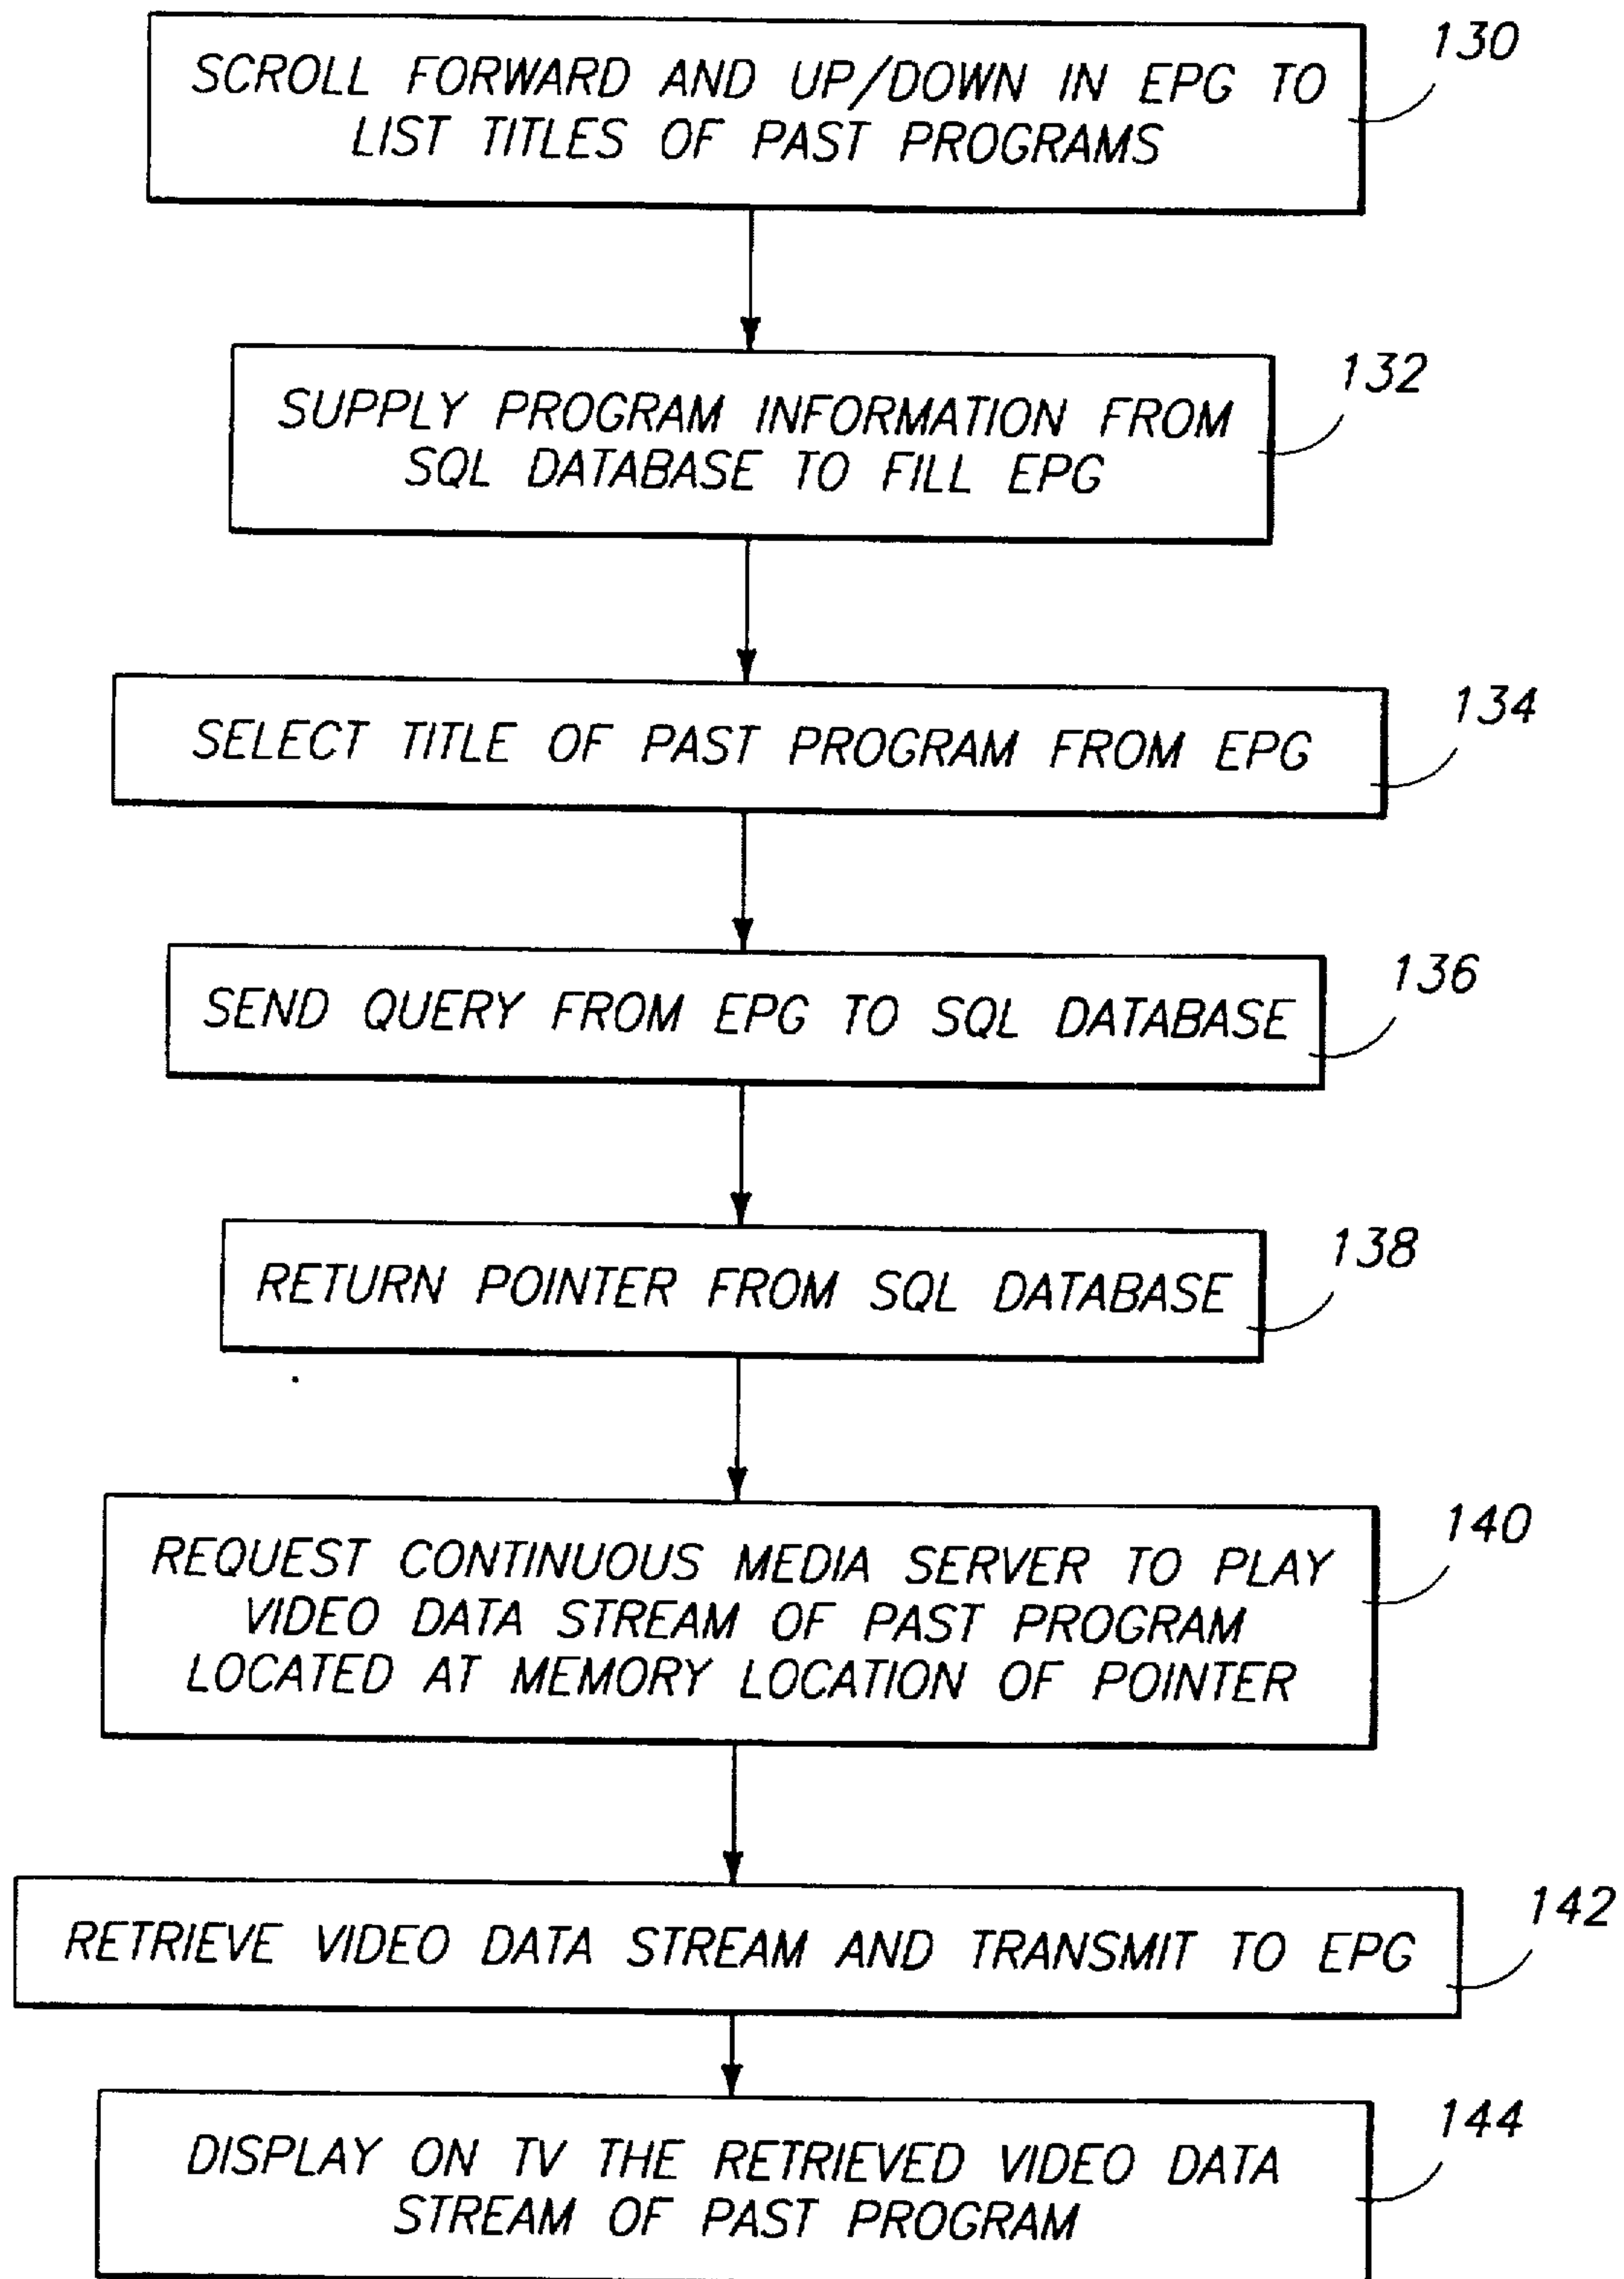 130
SCROLL FORWARD AND UP/DOWN IN EPG TO
LIST TITLES OF PAST PROGRAMS
132
SUPPLY PROGRAM INFORMATION FROM
SQL DATABASE TO FILL EPG
134
SELECT TITLE OF PAST PROGRAM FROM EPG
136
SEND QUERY FROM EPG TO SQL DATABASE
138
RETURN POINTER FROM SQL DATABASE
140
REQUEST CONTINUOUS MEDIA SERVER TO PLAY
VIDEO DATA STREAM OF PAST PROGRAM
LOCATED AT MEMORY LOCATION OF POINTER
142
RETRIEVE VIDEO DATA STREAM AND TRANSMIT TO EPG
144
DISPLAY ON TV THE RETRIEVED VIDEO DATA
STREAM OF PAST PROGRAM